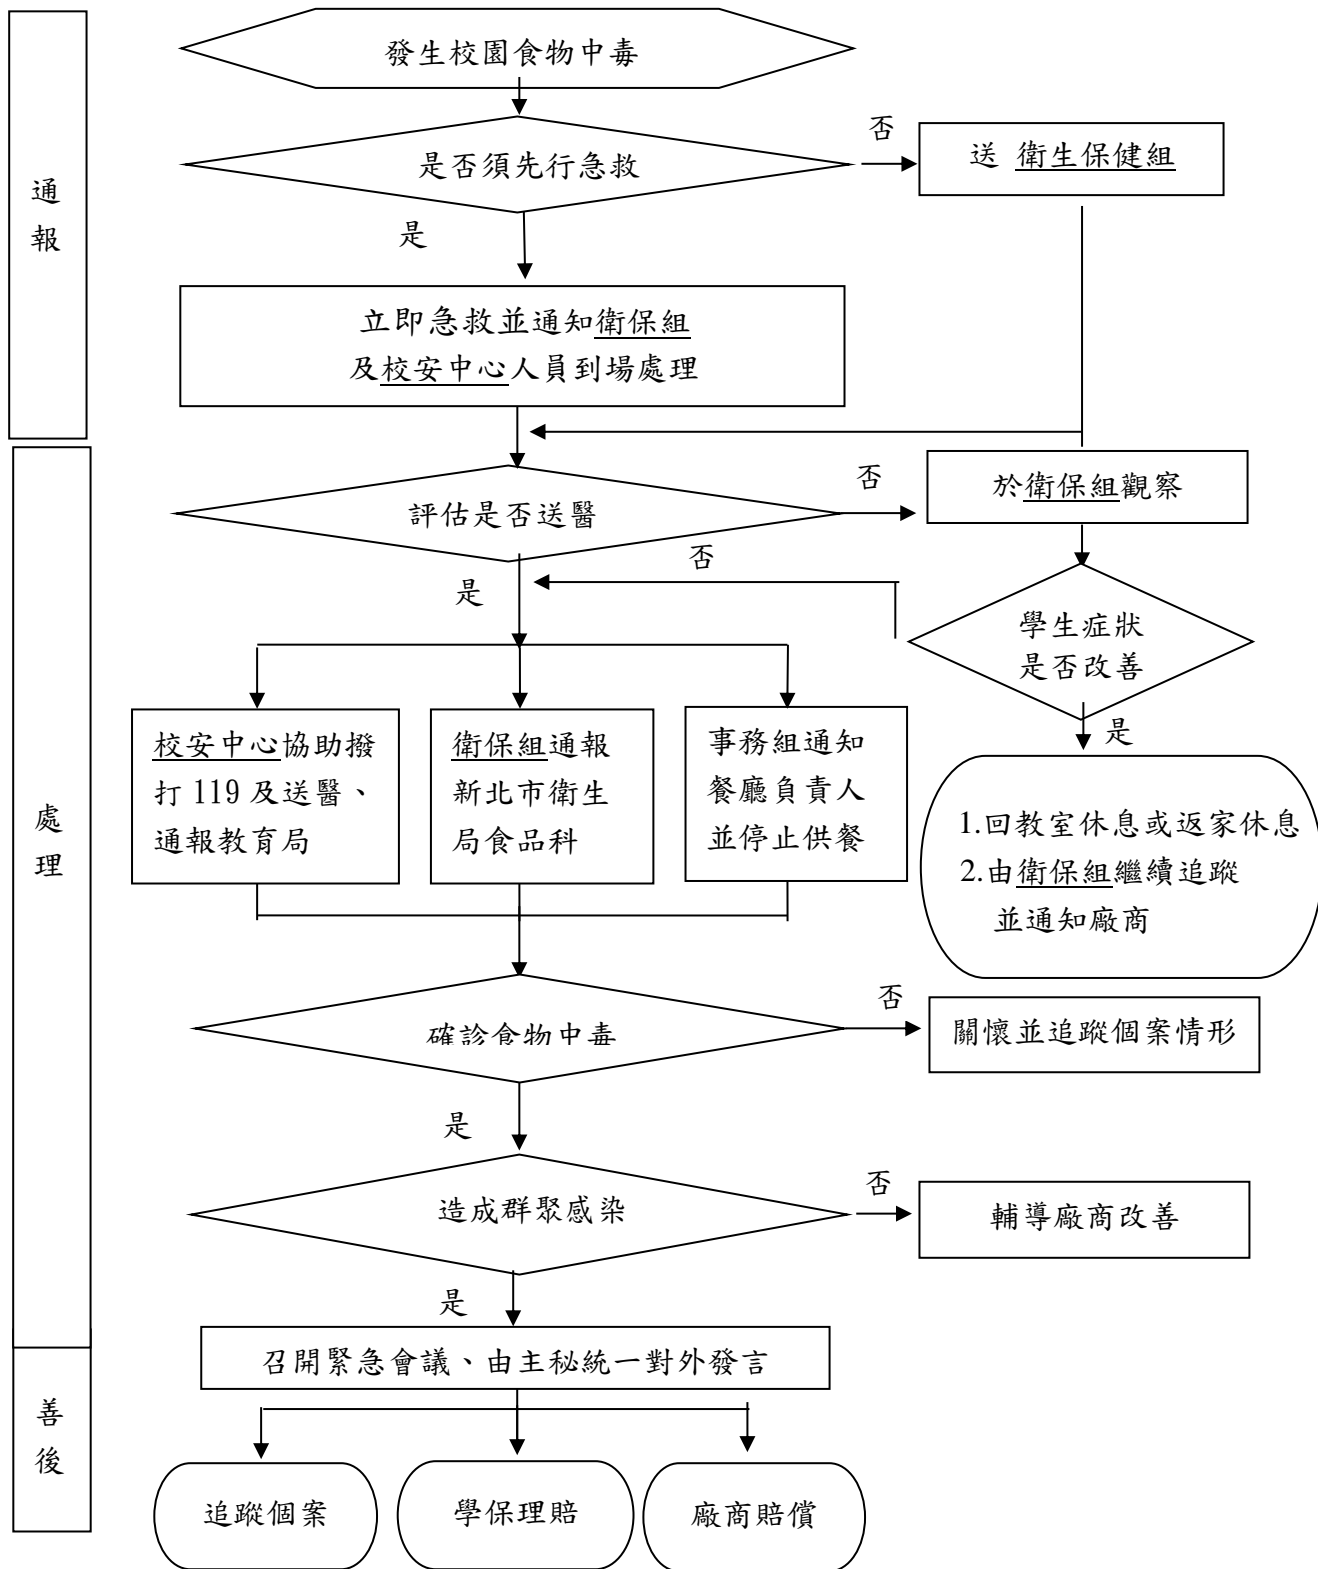 通
報
發生校園食物中毒
是否須先行急救
否
送 衛生保健組
是
立即急救並通知衛保組
及校安中心人員到場處理
處
理
評估是否送醫
否
於衛保組觀察
是
否
學生症狀
是否改善
是
校安中心協助撥
打 119 及送醫、
通報教育局
衛保組通報
新北市衛生
局食品科
事務組通知
餐廳負責人
並停止供餐
1.回教室休息或返家休息
2.由衛保組繼續追蹤
並通知廠商
確診食物中毒
否
關懷並追蹤個案情形
是
造成群聚感染
否
輔導廠商改善
是
善
後
召開緊急會議、由主秘統一對外發言
追蹤個案
學保理賠
廠商賠償